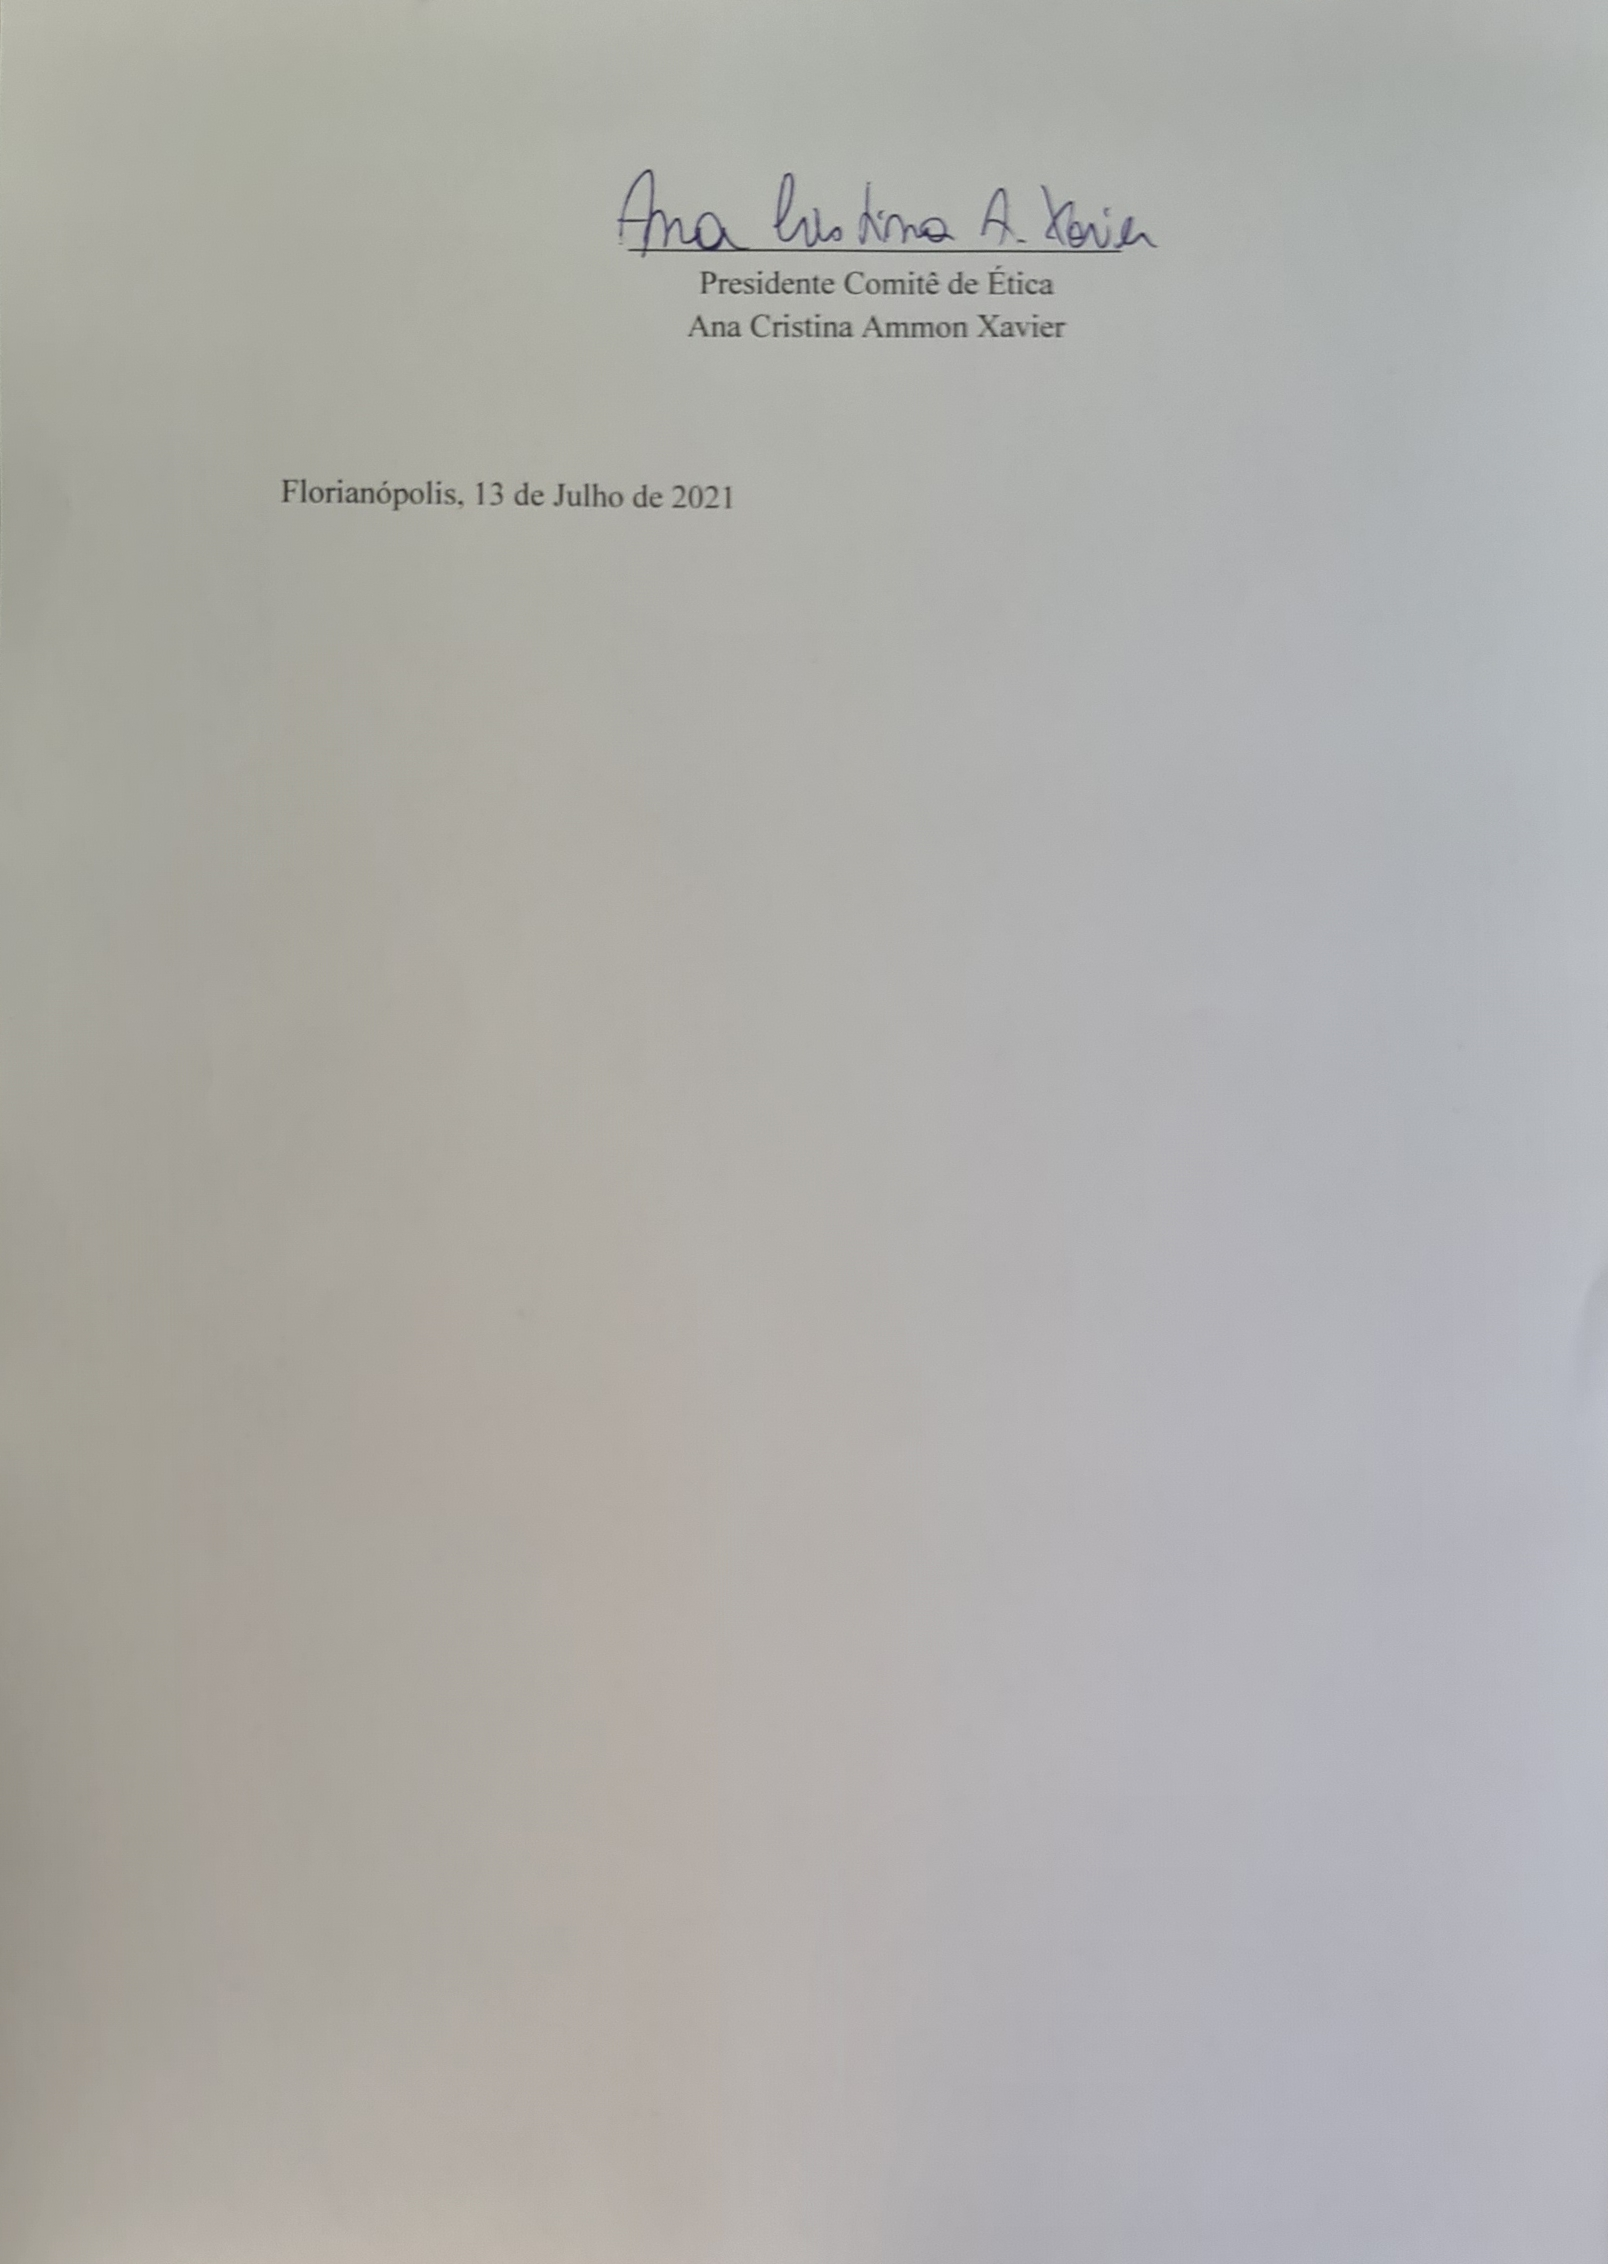 Ana Cristina A. Xavier
Presidente Comitê de Ética
Ana Cristina Ammon Xavier
Florianópolis, 13 de Julho de 2021